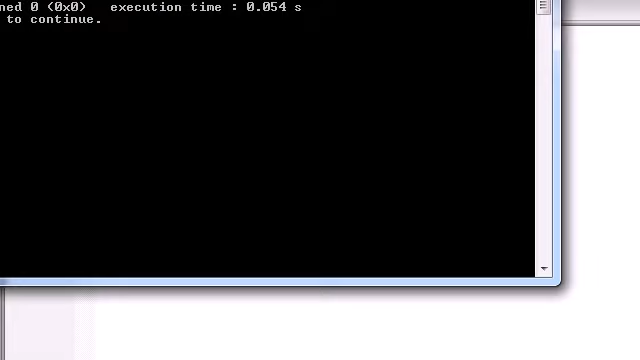 ned 0 (0x0)   execution time : 0.054 s
to continue.